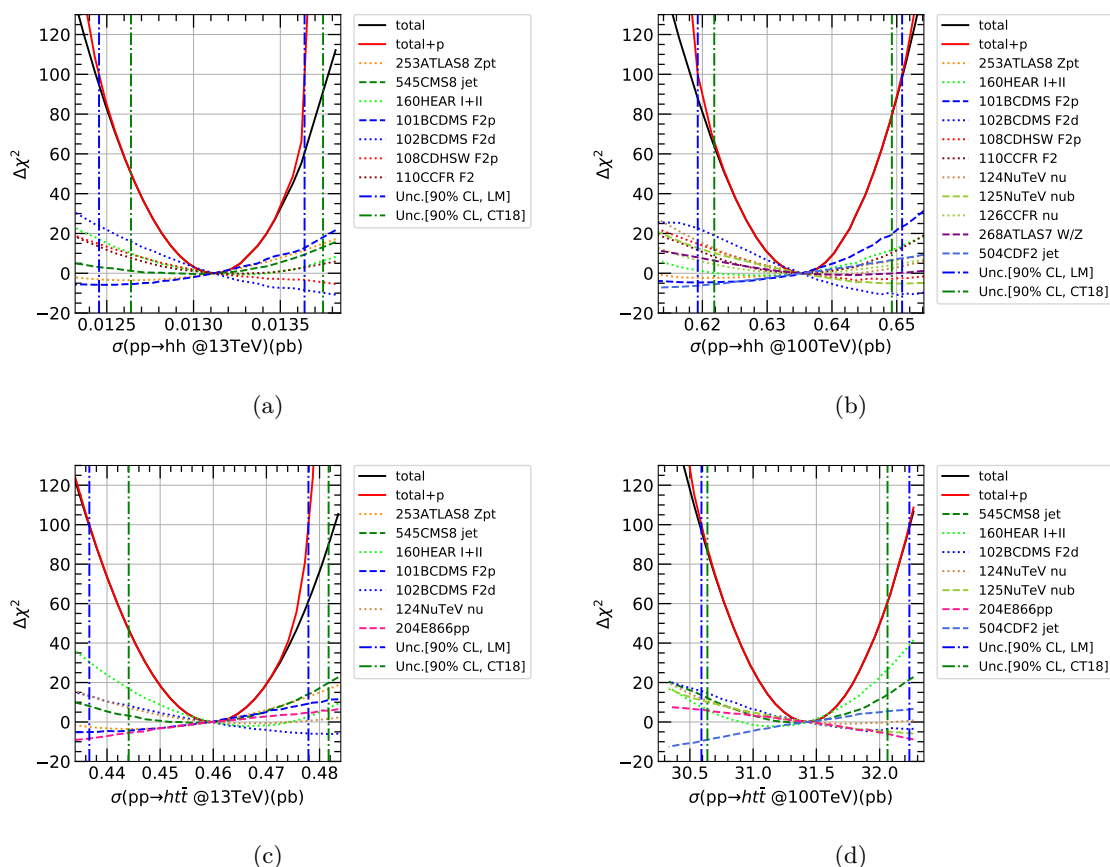 (a)
Δχ²
120
100
80
60
40
20
0
−20
0.0125
0.0130
0.0135
σ(pp→hh @13TeV)(pb)
total
total+p
253ATLAS8 Zpt
545CMS8 jet
160HEAR I+II
101BCDMS F2p
102BCDMS F2d
108CDHSW F2p
110CCFR F2
Unc.[90% CL, LM]
Unc.[90% CL, CT18]
(b)
Δχ²
120
100
80
60
40
20
0
−20
0.62
0.63
0.64
0.65
σ(pp→hh @100TeV)(pb)
total
total+p
253ATLAS8 Zpt
545CMS8 jet
160HEAR I+II
101BCDMS F2p
102BCDMS F2d
108CDHSW F2p
110CCFR F2
124NuTeV nu
125NuTeV nub
126CCFR nu
268ATLAS7 W/Z
504CDF2 jet
Unc.[90% CL, LM]
Unc.[90% CL, CT18]
(c)
Δχ²
120
100
80
60
40
20
0
−20
0.44
0.45
0.46
0.47
0.48
σ(pp→htt̄ @13TeV)(pb)
total
total+p
253ATLAS8 Zpt
545CMS8 jet
160HEAR I+II
101BCDMS F2p
102BCDMS F2d
124NuTeV nu
204E866pp
Unc.[90% CL, LM]
Unc.[90% CL, CT18]
(d)
Δχ²
120
100
80
60
40
20
0
−20
30.5
31.0
31.5
32.0
σ(pp→htt̄ @100TeV)(pb)
total
total+p
545CMS8 jet
160HEAR I+II
102BCDMS F2d
124NuTeV nu
125NuTeV nub
204E866pp
504CDF2 jet
Unc.[90% CL, LM]
Unc.[90% CL, CT18]